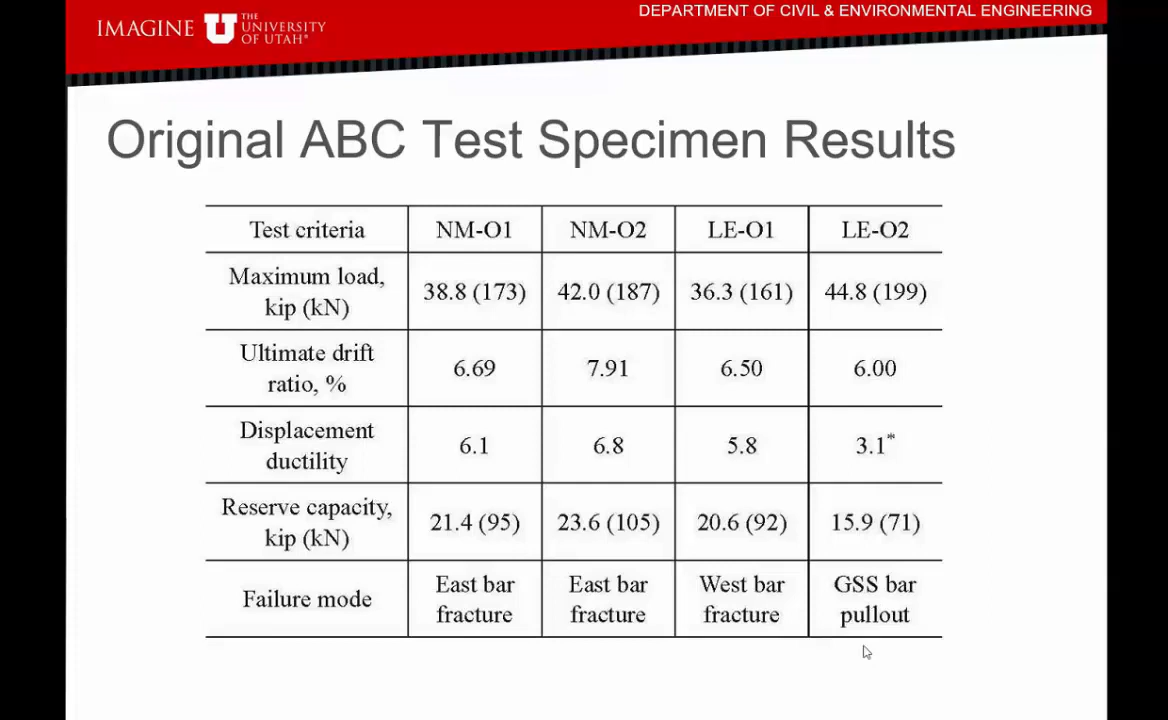 DEPARTMENT OF CIVIL & ENVIRONMENTAL ENGINEERING
IMAGINE U THE UNIVERSITY OF UTAH®
Original ABC Test Specimen Results
Test criteria NM-O1 NM-O2 LE-O1 LE-O2
Maximum load, kip (kN) 38.8 (173) 42.0 (187) 36.3 (161) 44.8 (199)
Ultimate drift ratio, % 6.69 7.91 6.50 6.00
Displacement ductility 6.1 6.8 5.8 3.1*
Reserve capacity, kip (kN) 21.4 (95) 23.6 (105) 20.6 (92) 15.9 (71)
Failure mode East bar fracture East bar fracture West bar fracture GSS bar pullout